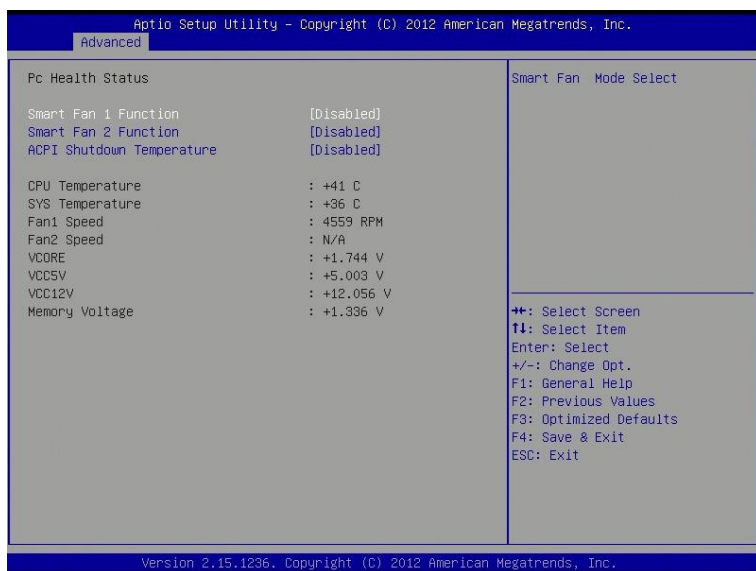 Aptio Setup Utility – Copyright (C) 2012 American Megatrends, Inc.
Advanced
Pc Health Status
Smart Fan 1 Function [Disabled]
Smart Fan 2 Function [Disabled]
ACPI Shutdown Temperature [Disabled]
CPU Temperature : +41 C
SYS Temperature : +36 C
Fan1 Speed : 4559 RPM
Fan2 Speed : N/A
VCORE : +1.744 V
VCC5V : +5.003 V
VCC12V : +12.056 V
Memory Voltage : +1.336 V
Smart Fan Mode Select
→←: Select Screen
↑↓: Select Item
Enter: Select
+/-: Change Opt.
F1: General Help
F2: Previous Values
F3: Optimized Defaults
F4: Save & Exit
ESC: Exit
Version 2.15.1236. Copyright (C) 2012 American Megatrends, Inc.